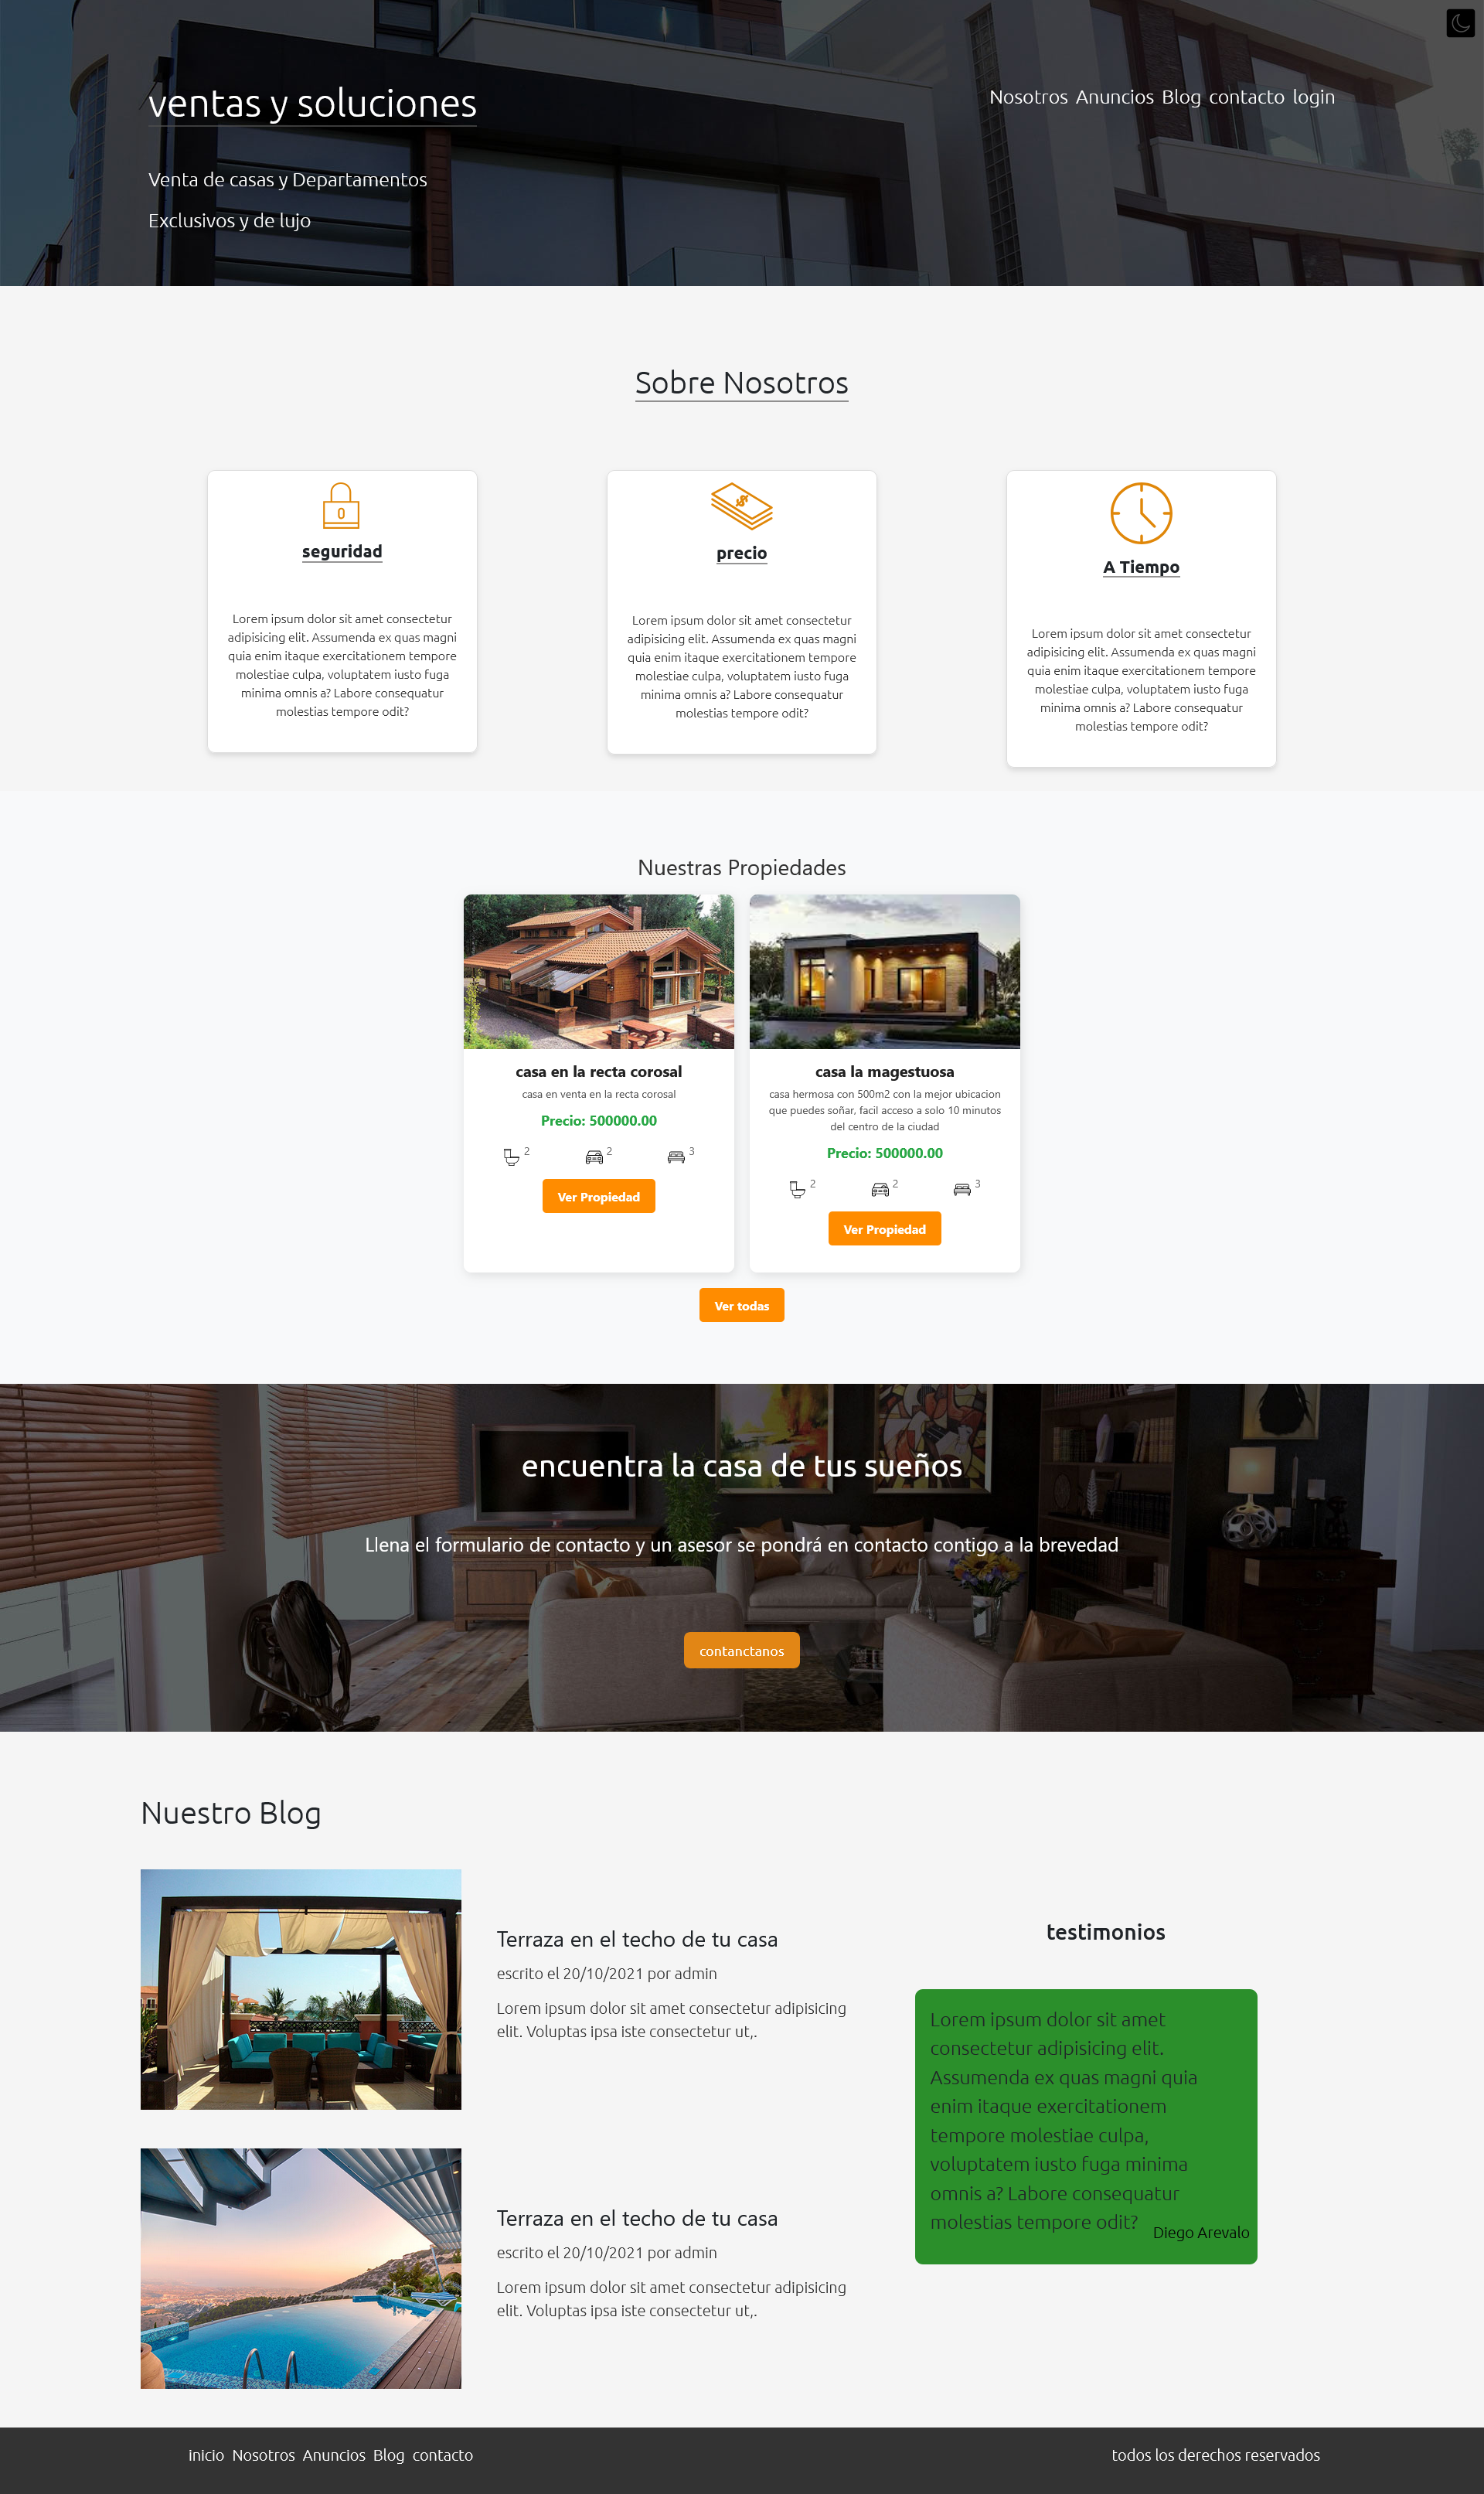 ventas y soluciones
Nosotros Anuncios Blog contacto login
Venta de casas y Departamentos
Exclusivos y de lujo
Sobre Nosotros
seguridad
Lorem ipsum dolor sit amet consectetur
adipisicing elit. Assumenda ex quas magni
quia enim itaque exercitationem tempore
molestiae culpa, voluptatem iusto fuga
minima omnis a? Labore consequatur
molestias tempore odit?
precio
Lorem ipsum dolor sit amet consectetur
adipisicing elit. Assumenda ex quas magni
quia enim itaque exercitationem tempore
molestiae culpa, voluptatem iusto fuga
minima omnis a? Labore consequatur
molestias tempore odit?
A Tiempo
Lorem ipsum dolor sit amet consectetur
adipisicing elit. Assumenda ex quas magni
quia enim itaque exercitationem tempore
molestiae culpa, voluptatem iusto fuga
minima omnis a? Labore consequatur
molestias tempore odit?
Nuestras Propiedades
casa en la recta corosal
casa en venta en la recta corosal
Precio: 500000.00
2 2 3
Ver Propiedad
casa la magestuosa
casa hermosa con 500m2 con la mejor ubicacion
que puedes soñar, facil acceso a solo 10 minutos
del centro de la ciudad
Precio: 500000.00
2 2 3
Ver Propiedad
Ver todas
encuentra la casa de tus sueños
Llena el formulario de contacto y un asesor se pondrá en contacto contigo a la brevedad
contanctanos
Nuestro Blog
Terraza en el techo de tu casa
escrito el 20/10/2021 por admin
Lorem ipsum dolor sit amet consectetur adipisicing
elit. Voluptas ipsa iste consectetur ut,.
Terraza en el techo de tu casa
escrito el 20/10/2021 por admin
Lorem ipsum dolor sit amet consectetur adipisicing
elit. Voluptas ipsa iste consectetur ut,.
testimonios
Lorem ipsum dolor sit amet
consectetur adipisicing elit.
Assumenda ex quas magni quia
enim itaque exercitationem
tempore molestiae culpa,
voluptatem iusto fuga minima
omnis a? Labore consequatur
molestias tempore odit?
Diego Arevalo
inicio Nosotros Anuncios Blog contacto
todos los derechos reservados